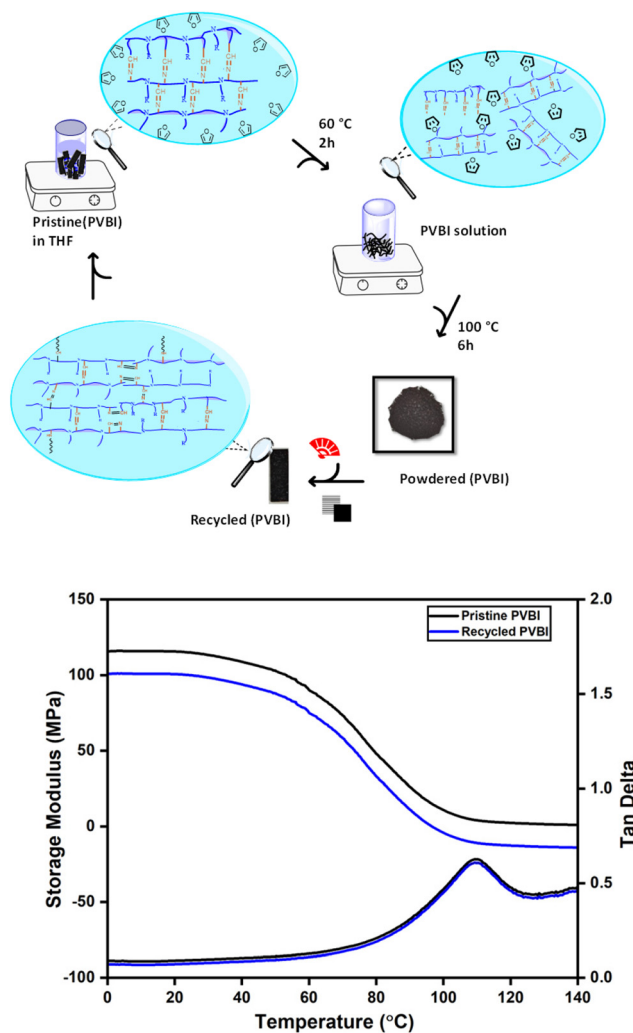 60 °C
2h
Pristine(PVBI)
in THF
PVBI solution
100 °C
6h
Powdered (PVBI)
Recycled (PVBI)
Pristine PVBI
Recycled PVBI
Storage Modulus (MPa)
150
100
50
0
-50
-100
2.0
1.5
1.0
0.5
0.0
Tan Delta
0 20 40 60 80 100 120 140
Temperature (°C)